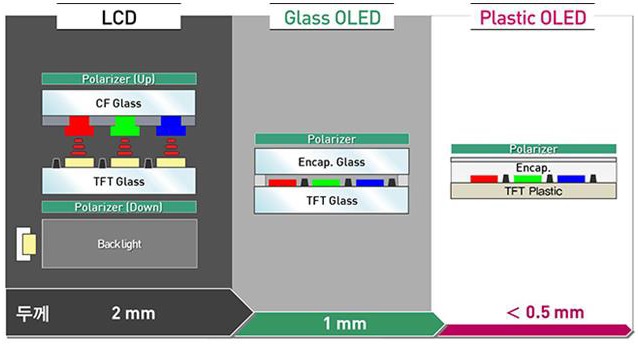 LCD
Polarizer (Up)
CF Glass
TFT Glass
Polarizer (Down)
Backlight
Glass OLED
Polarizer
Encap. Glass
TFT Glass
Plastic OLED
Polarizer
Encap.
TFT Plastic
두께
2 mm
1 mm
< 0.5 mm